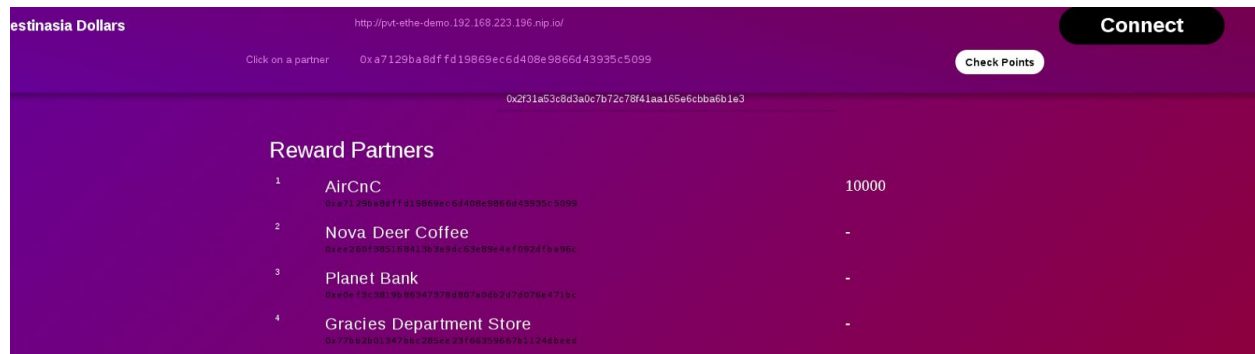 estinasia Dollars
http://pvt-ethe-demo.192.168.223.196.nip.io/
Connect
Click on a partner
0xa7129ba8dffd19869ec6d408e9866d43935c5099
Check Points
0x2f31a53c8d3a0c7b72c78f41aa165e6cbba6b1e3
Reward Partners
1
AirCnC
10000
0xa7129ba8dffd19869ec6d408e9866d43935c5099
2
Nova Deer Coffee
-
3
Planet Bank
-
4
Gracies Department Store
-